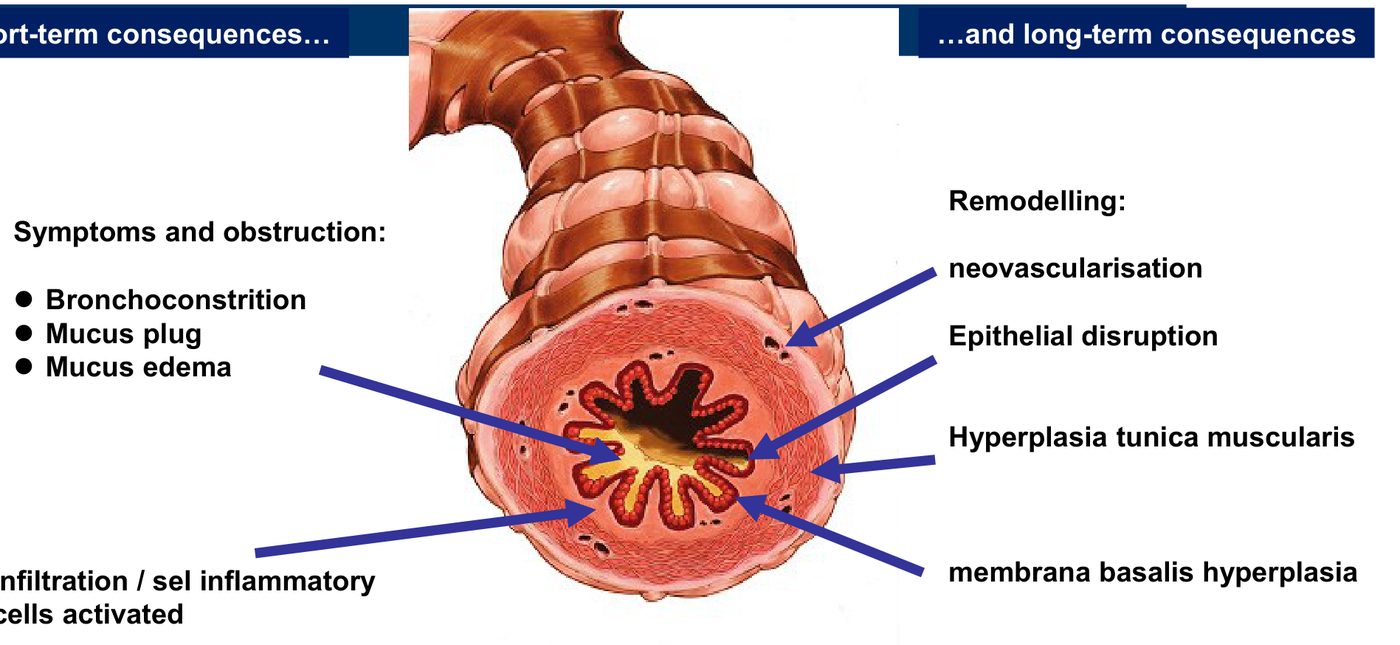 ort-term consequences…
…and long-term consequences
Symptoms and obstruction:
● Bronchoconstrition
● Mucus plug
● Mucus edema
nfiltration / sel inflammatory
cells activated
Remodelling:
neovascularisation
Epithelial disruption
Hyperplasia tunica muscularis
membrana basalis hyperplasia